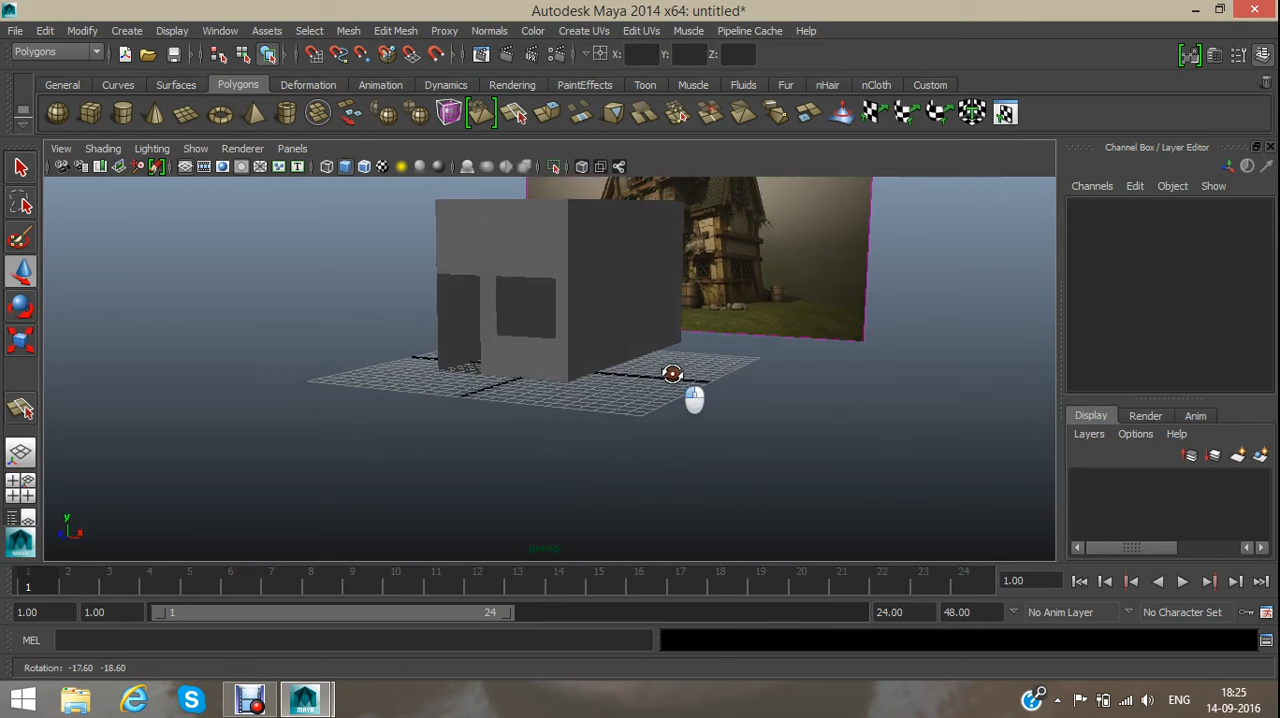 Autodesk Maya 2014 x64: untitled*
File Edit Modify Create Display Window Assets Select Mesh Edit Mesh Proxy Normals Color Create UVs Edit UVs Muscle Pipeline Cache Help
Polygons X: Y: Z:
General Curves Surfaces Polygons Deformation Animation Dynamics Rendering PaintEffects Toon Muscle Fluids Fur nHair nCloth Custom
View Shading Lighting Show Renderer Panels
Channel Box / Layer Editor
Channels Edit Object Show
Display Render Anim
Layers Options Help
y
x
persp
1 2 3 4 5 6 7 8 9 10 11 12 13 14 15 16 17 18 19 20 21 22 23 24
1 1.00
1.00 1.00 1 24 24.00 48.00 No Anim Layer No Character Set
MEL
Rotation: -17.60 -18.60
ENG
18:25
14-09-2016